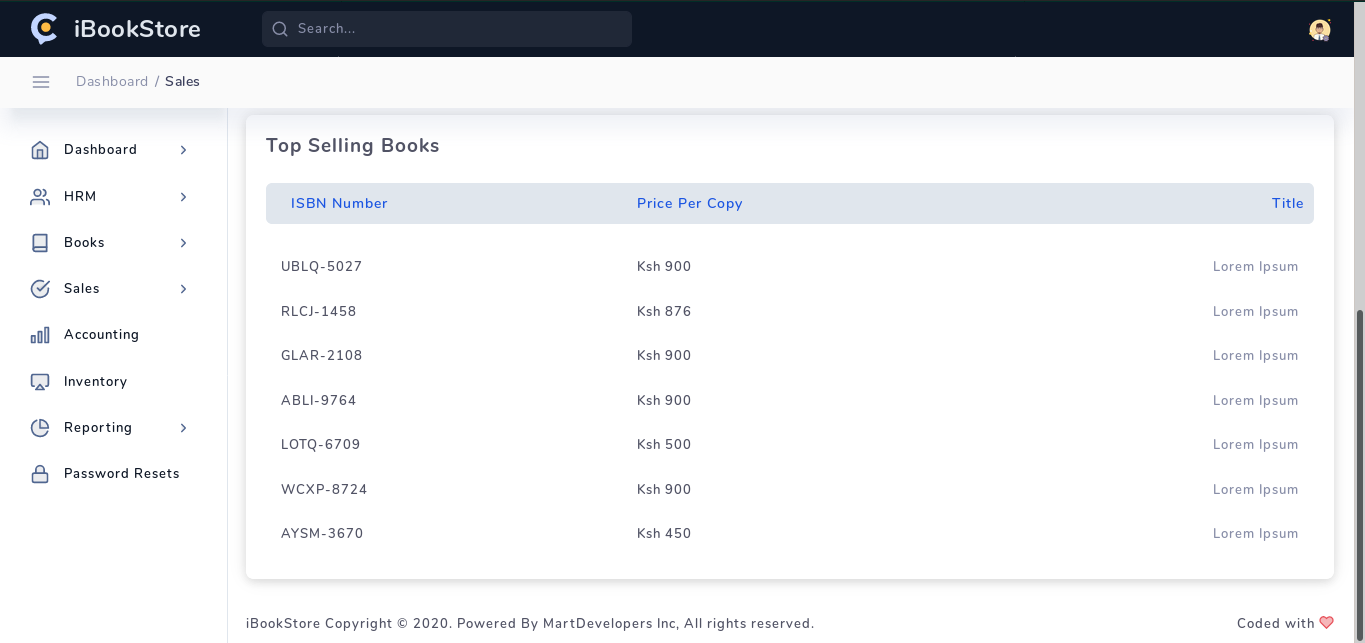 iBookStore
Search...
Dashboard / Sales
Dashboard
HRM
Books
Sales
Accounting
Inventory
Reporting
Password Resets
Top Selling Books
ISBN Number Price Per Copy Title
UBLQ-5027 Ksh 900 Lorem Ipsum
RLCJ-1458 Ksh 876 Lorem Ipsum
GLAR-2108 Ksh 900 Lorem Ipsum
ABLI-9764 Ksh 900 Lorem Ipsum
LOTQ-6709 Ksh 500 Lorem Ipsum
WCXP-8724 Ksh 900 Lorem Ipsum
AYSM-3670 Ksh 450 Lorem Ipsum
iBookStore Copyright © 2020. Powered By MartDevelopers Inc, All rights reserved. Coded with